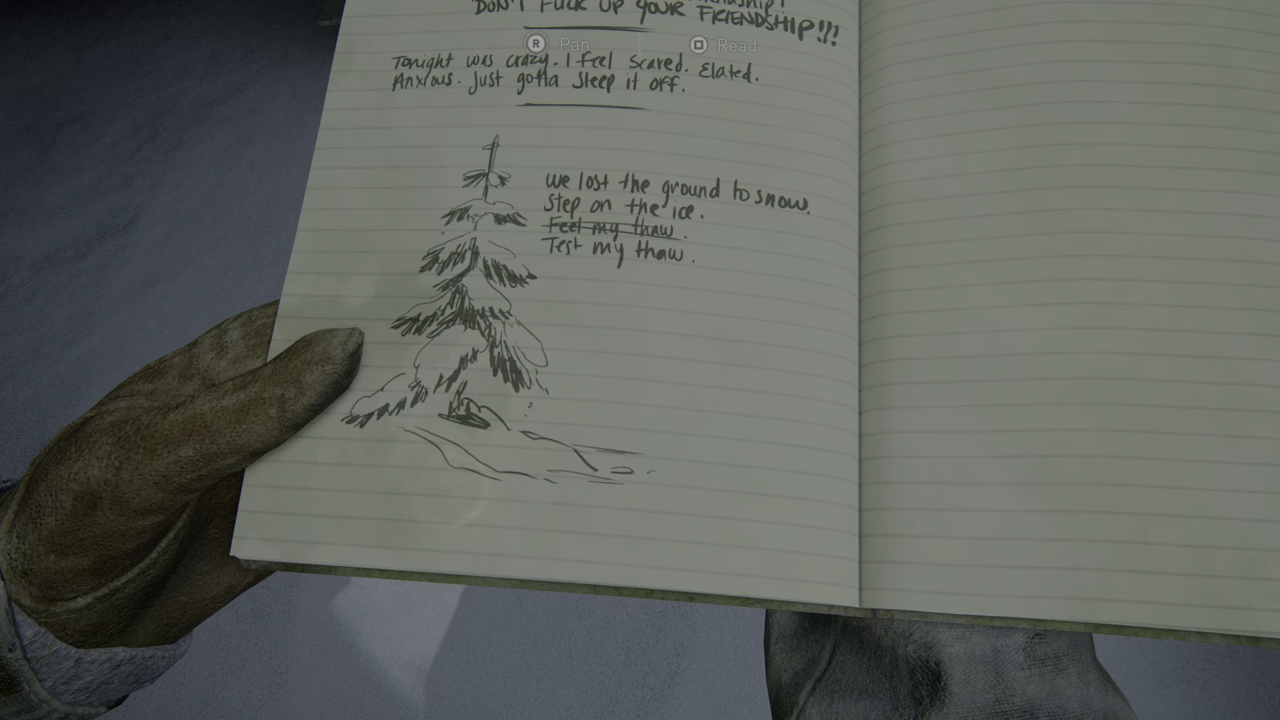 DON'T FUCK UP YOUR FRIENDSHIP!!!
R Pan Read
Tonight was crazy. I feel scared. Elated.
Anxious. Just gotta sleep it off.
we lost the ground to snow.
Step on the ice.
Feel my thaw.
Test my thaw.